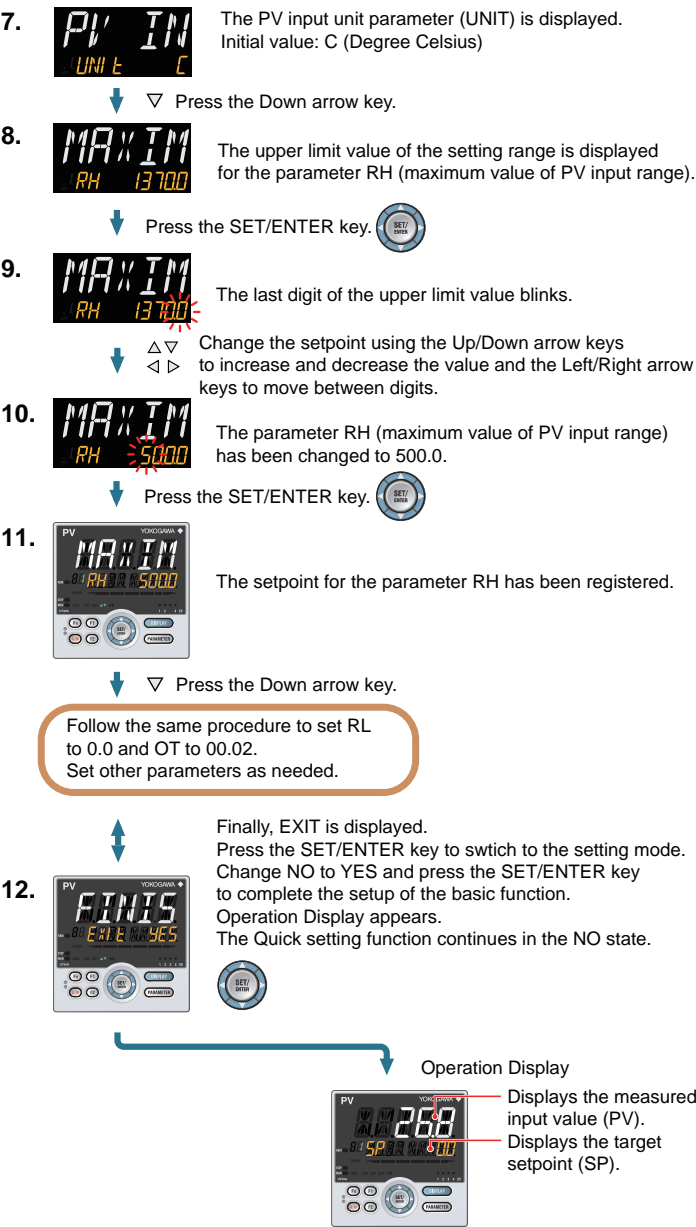 7.
PV IN
UNIT C
The PV input unit parameter (UNIT) is displayed.
Initial value: C (Degree Celsius)
▽ Press the Down arrow key.
8.
MAXIM
RH 1370.0
The upper limit value of the setting range is displayed
for the parameter RH (maximum value of PV input range).
Press the SET/ENTER key.
SET/
ENTER
9.
MAXIM
RH 1370.0
The last digit of the upper limit value blinks.
△ ▽
◁ ▷
Change the setpoint using the Up/Down arrow keys
to increase and decrease the value and the Left/Right arrow
keys to move between digits.
10.
MAXIM
RH 500.0
The parameter RH (maximum value of PV input range)
has been changed to 500.0.
Press the SET/ENTER key.
SET/
ENTER
11.
PV YOKOGAWA
MAXIM
RH 500.0
SET/
ENTER
DISPLAY
PARAMETER
The setpoint for the parameter RH has been registered.
▽ Press the Down arrow key.
Follow the same procedure to set RL
to 0.0 and OT to 00.02.
Set other parameters as needed.
12.
PV YOKOGAWA
FINIS
EXIT YES
SET/
ENTER
DISPLAY
PARAMETER
Finally, EXIT is displayed.
Press the SET/ENTER key to swtich to the setting mode.
Change NO to YES and press the SET/ENTER key
to complete the setup of the basic function.
Operation Display appears.
The Quick setting function continues in the NO state.
SET/
ENTER
Operation Display
PV YOKOGAWA
26.8
SP 0.0
SET/
ENTER
DISPLAY
PARAMETER
Displays the measured
input value (PV).
Displays the target
setpoint (SP).